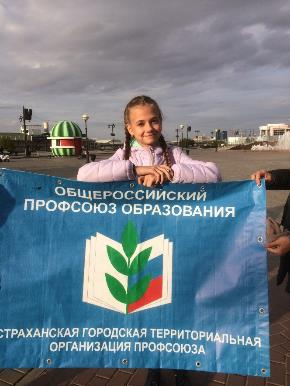 ОБЩЕРОССИЙСКИЙ
ПРОФСОЮЗ ОБРАЗОВАНИЯ
СТРАХАНСКАЯ ГОРОДСКАЯ ТЕРРИТОРИАЛЬНАЯ
ОРГАНИЗАЦИЯ ПРОФСОЮЗА